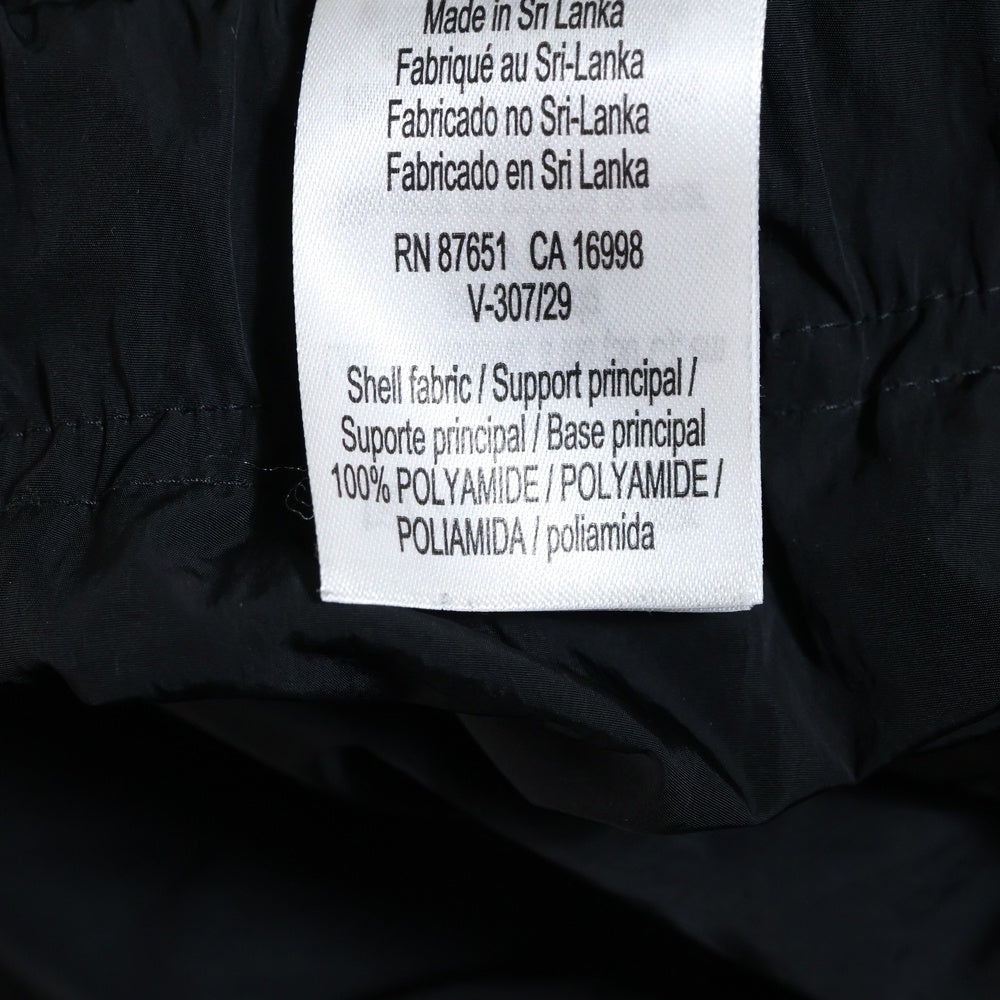 Made in Sri Lanka
Fabriqué au Sri-Lanka
Fabricado no Sri-Lanka
Fabricado en Sri Lanka
RN 87651 CA 16998
V-307/29
Shell fabric / Support principal /
Suporte principal / Base principal
100% POLYAMIDE / POLYAMIDE /
POLIAMIDA / poliamida